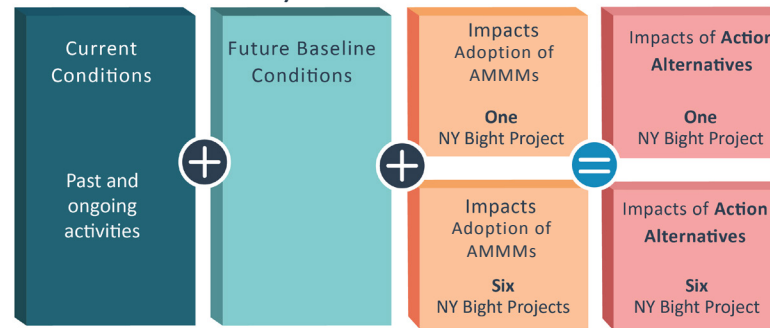 Current
Conditions
Past and
ongoing
activities
+
Future Baseline
Conditions
+
Impacts
Adoption of
AMMMs
One
NY Bight Project
Impacts
Adoption of
AMMMs
Six
NY Bight Projects
=
Impacts of Action
Alternatives
One
NY Bight Project
Impacts of Action
Alternatives
Six
NY Bight Project